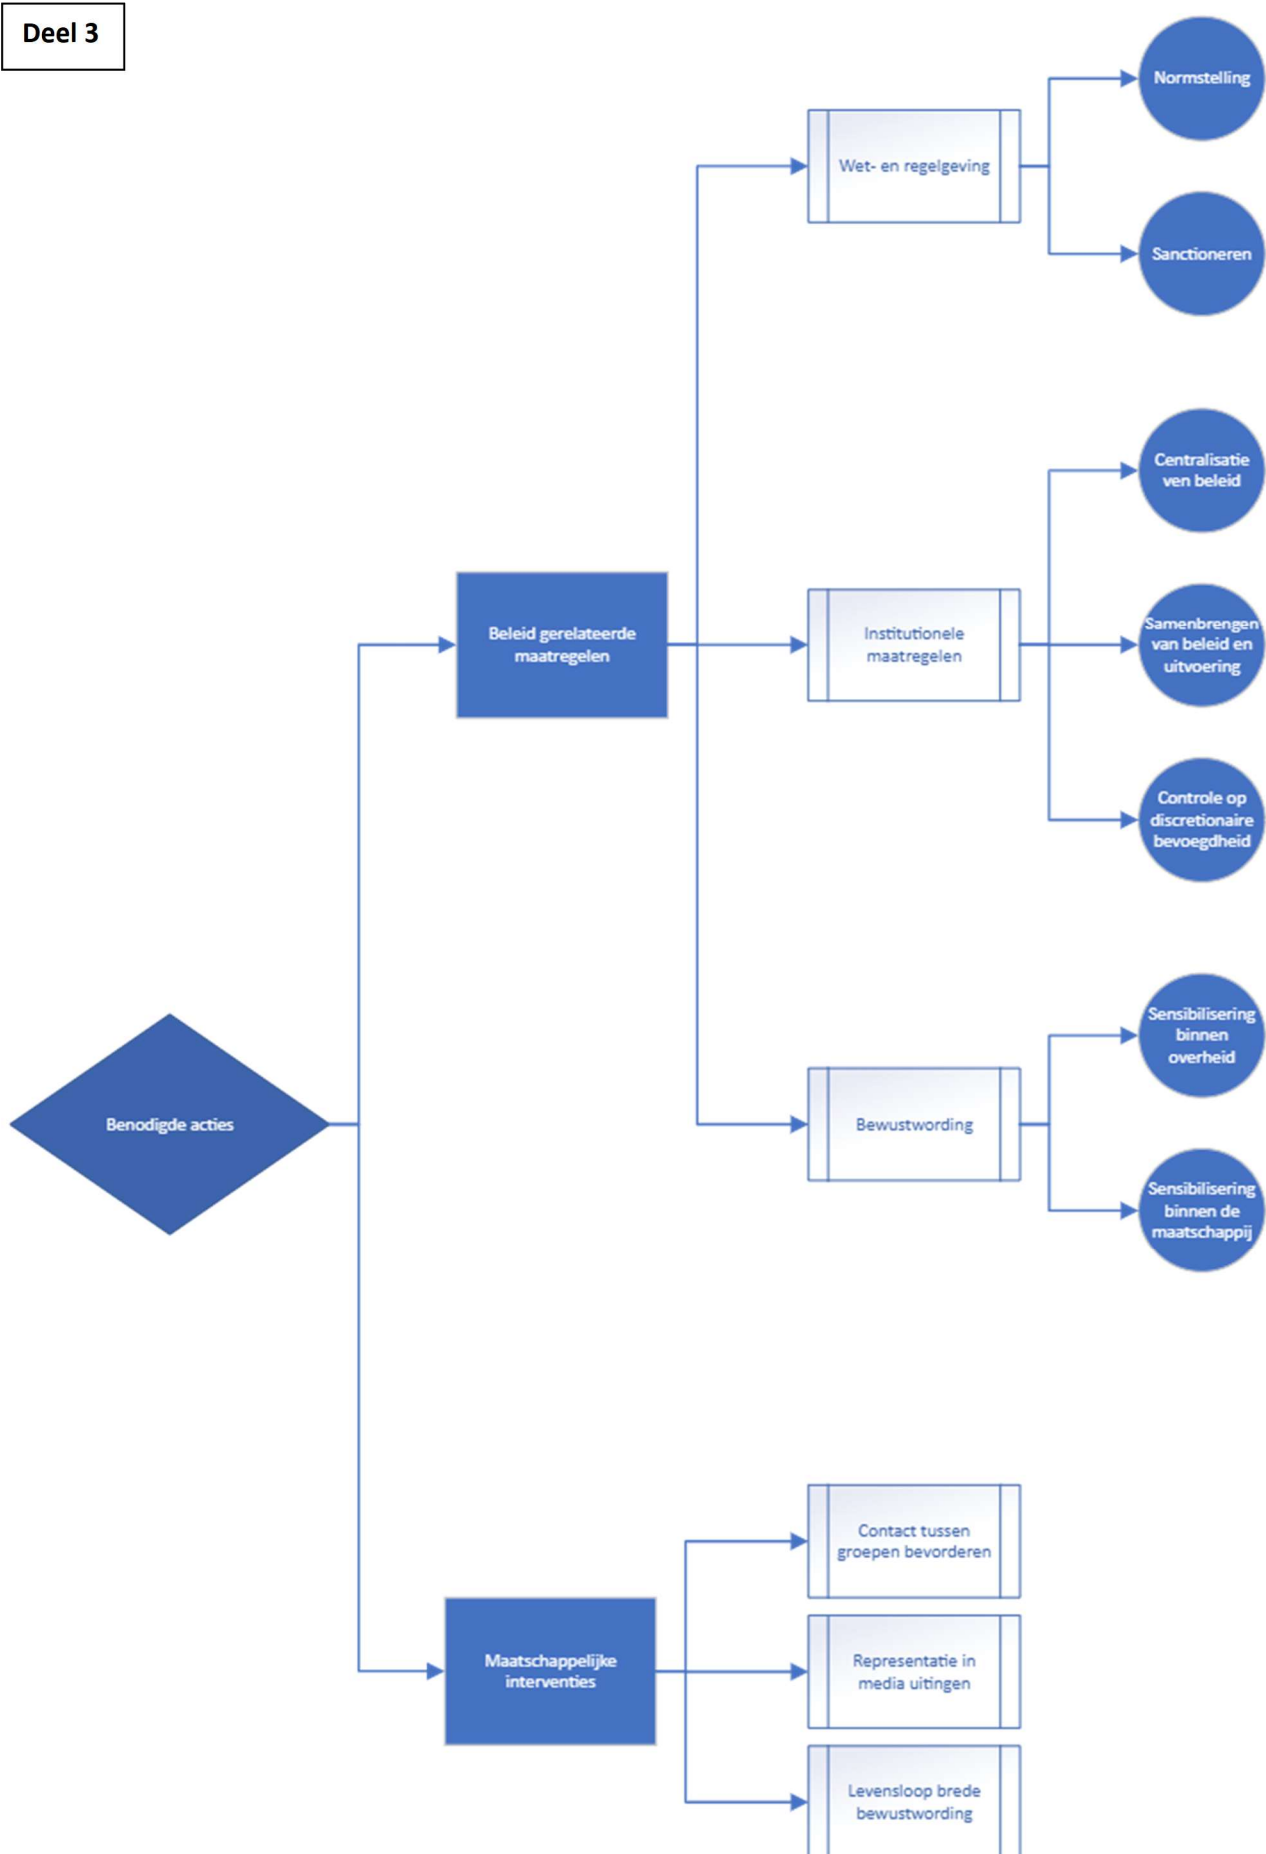 Deel 3
Normstelling
Wet- en regelgeving
Sanctioneren
Centralisatie
ven beleid
Beleid gerelateerde
maatregelen
Institutionele
maatregelen
Samenbrengen
van beleid en
uitvoering
Controle op
discretionaire
bevoegdheid
Sensibilisering
binnen
overheid
Benodigde acties
Bewustwording
Sensibilisering
binnen de
maatschappij
Contact tussen
groepen bevorderen
Maatschappelijke
interventies
Representatie in
media uitingen
Levensloop brede
bewustwording